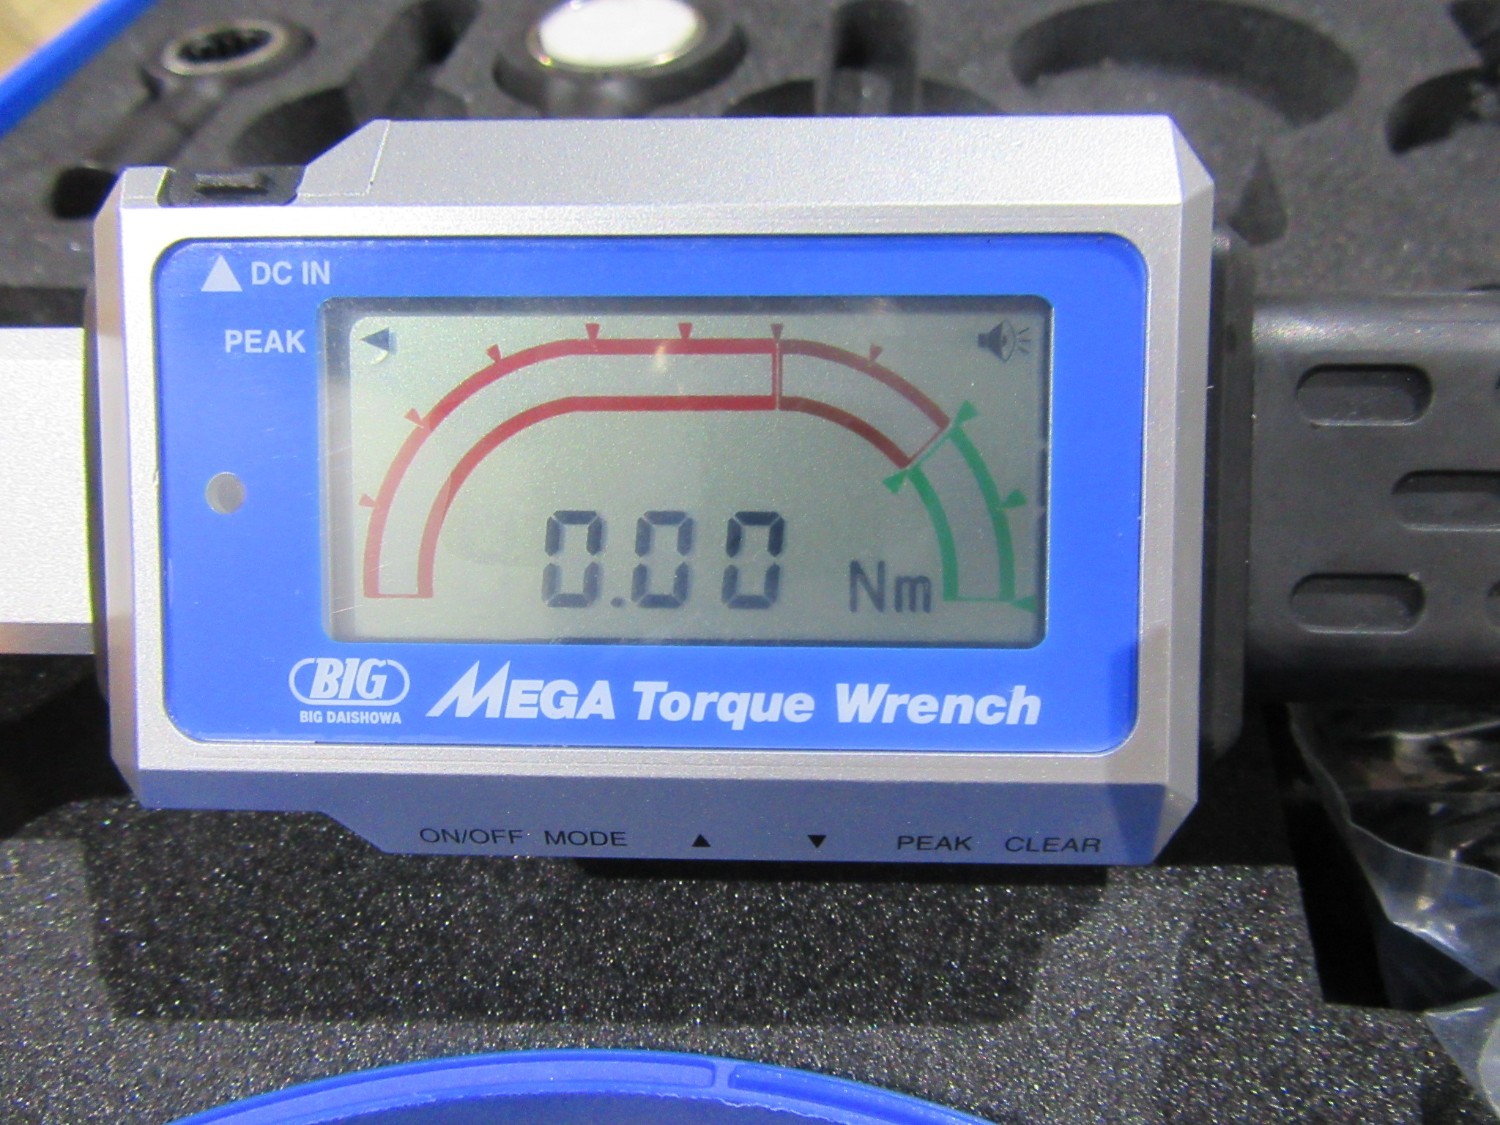 ▲ DC IN
PEAK
0.00 Nm
BIG
BIG DAISHOWA
MEGA Torque Wrench
ON/OFF MODE ▲ ▼ PEAK CLEAR